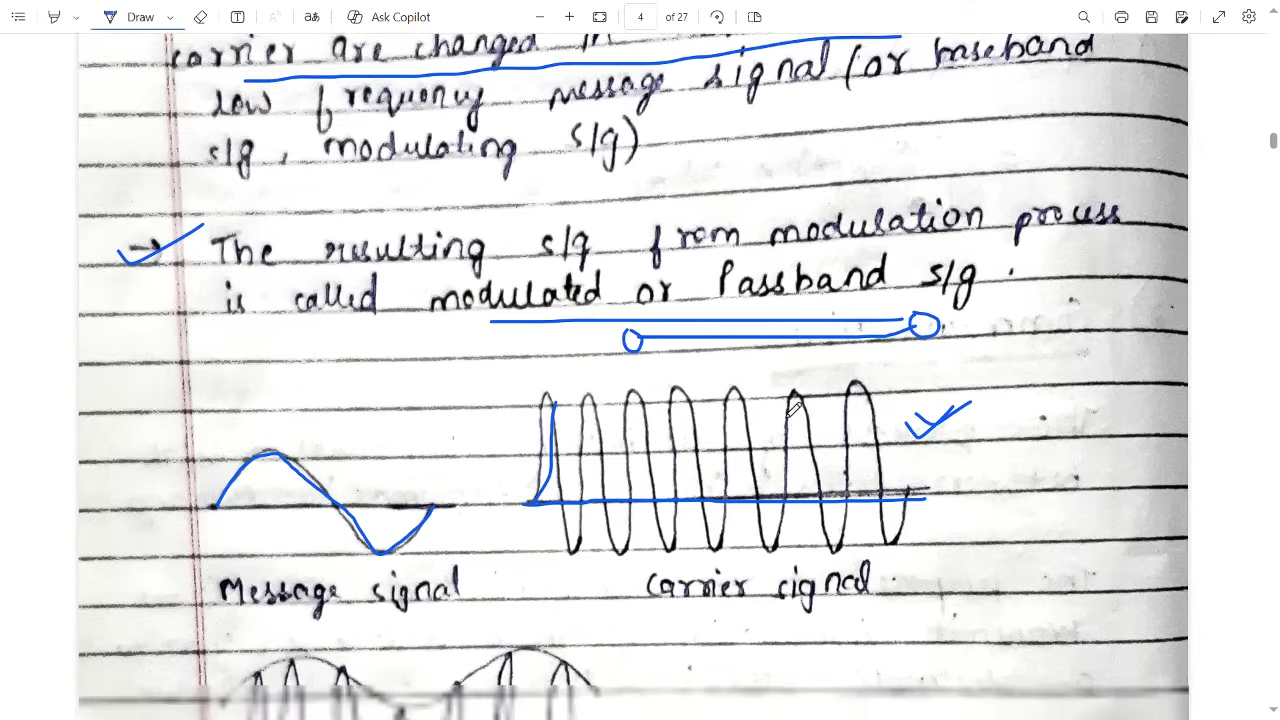 Draw
Ask Copilot
4 of 27
carrier are changed in
low frequency message signal (or baseband
s/g, modulating s/g)
→ The resulting s/g from modulation process
is called modulated or Passband s/g.
Message signal
Carrier signal